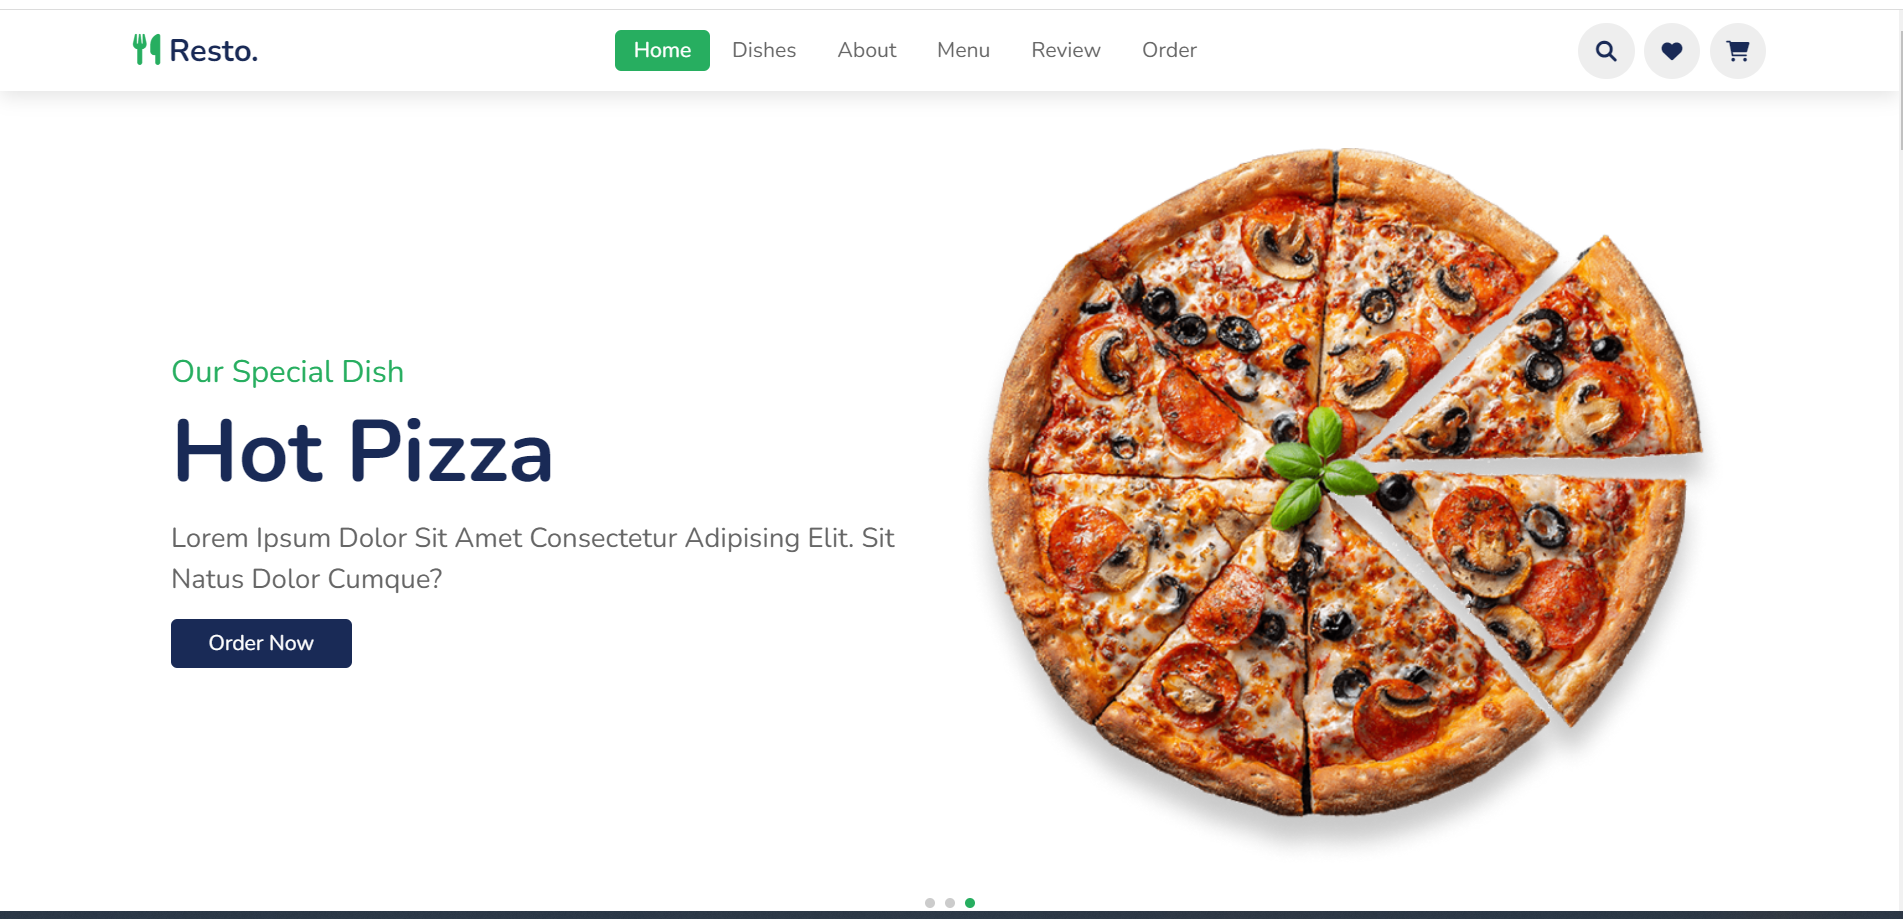 Resto.
Home Dishes About Menu Review Order
Our Special Dish
Hot Pizza
Lorem Ipsum Dolor Sit Amet Consectetur Adipising Elit. Sit
Natus Dolor Cumque?
Order Now